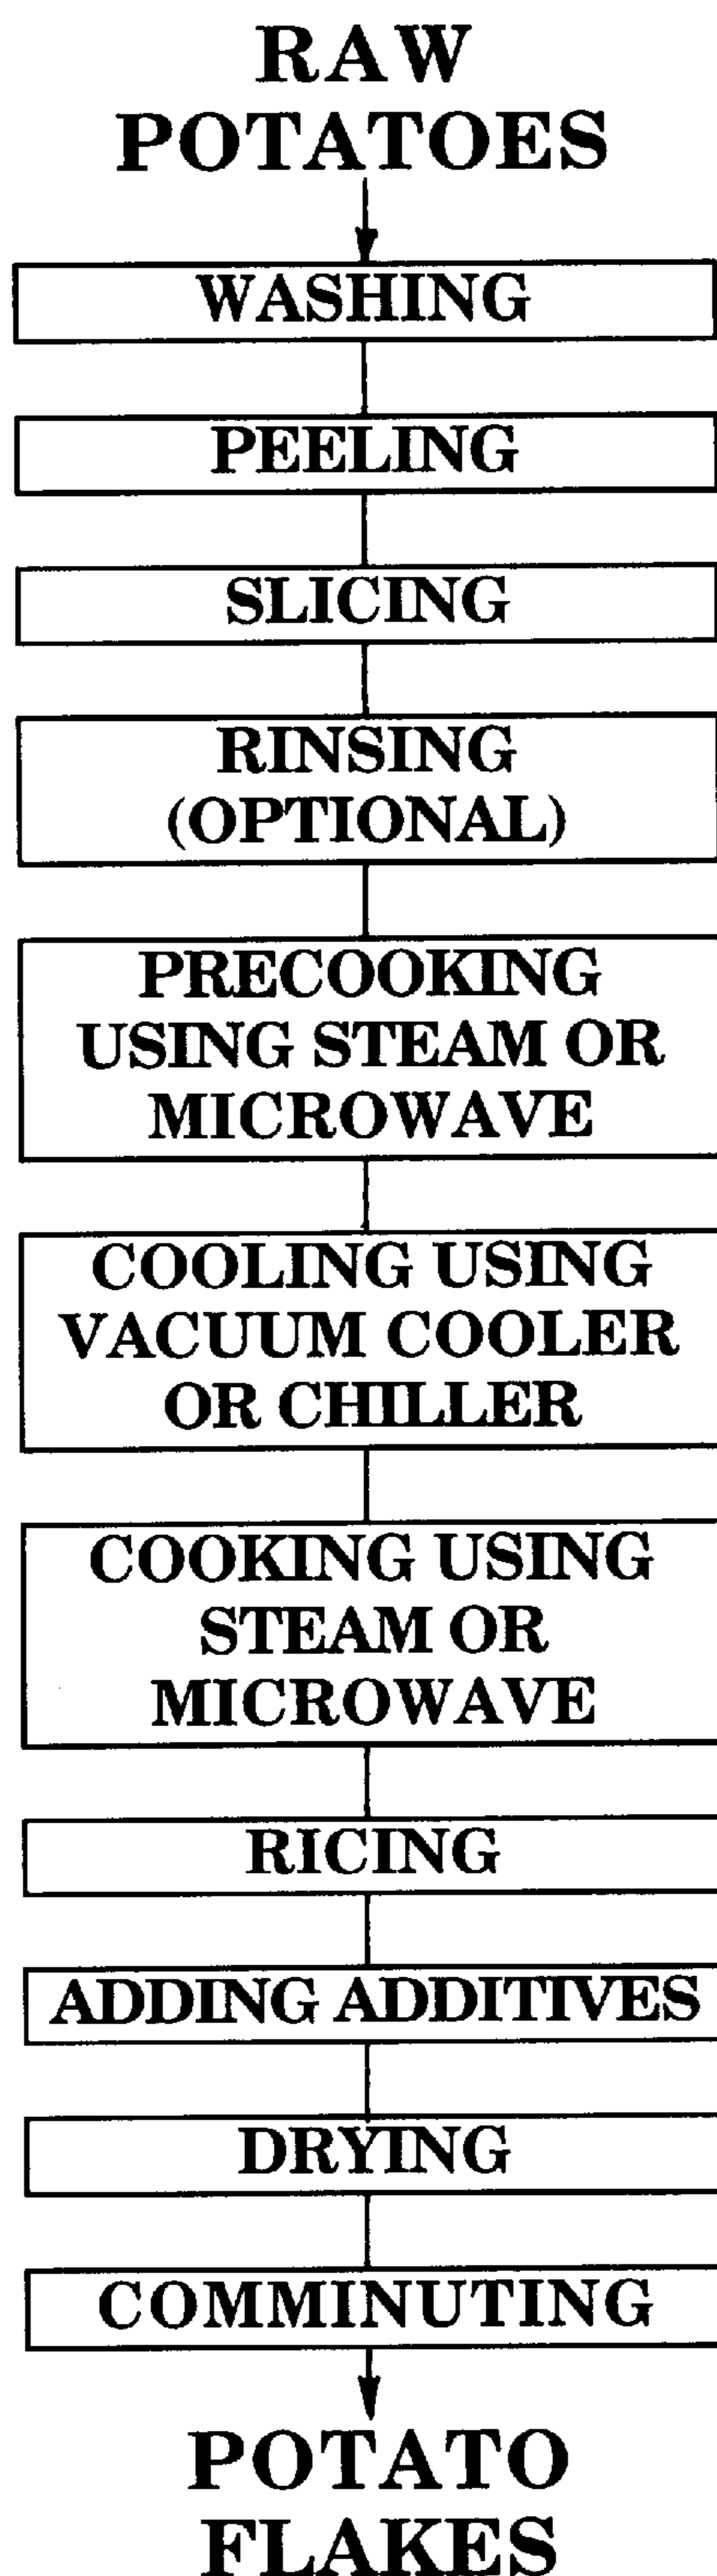 RAW
POTATOES
WASHING
PEELING
SLICING
RINSING
(OPTIONAL)
PRECOOKING
USING STEAM OR
MICROWAVE
COOLING USING
VACUUM COOLER
OR CHILLER
COOKING USING
STEAM OR
MICROWAVE
RICING
ADDING ADDITIVES
DRYING
COMMINUTING
POTATO
FLAKES